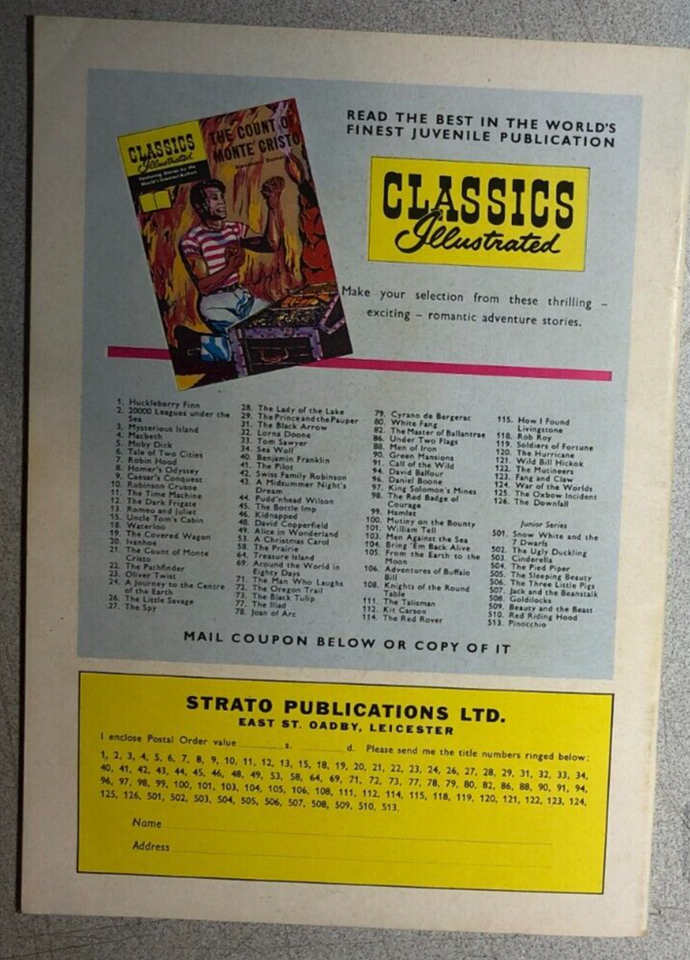 CLASSICS
Illustrated
Featuring Stories by the
World's Greatest Authors
THE COUNT OF
MONTE CRISTO
READ THE BEST IN THE WORLD'S
FINEST JUVENILE PUBLICATION
CLASSICS
Illustrated
Make your selection from these thrilling –
exciting – romantic adventure stories.
1. Huckleberry Finn
2. 20000 Leagues under the
Sea
3. Mysterious Island
4. Macbeth
5. Moby Dick
6. Tale of Two Cities
7. Robin Hood
8. Homer's Odyssey
9. Caesar's Conquest
10. Robinson Crusoe
11. The Time Machine
12. The Dark Frigate
13. Romeo and Juliet
15. Uncle Tom's Cabin
18. Waterloo
19. The Covered Wagon
20. Ivanhoe
21. The Count of Monte
Cristo
22. The Pathfinder
23. Oliver Twist
24. A Journey to the Centre
of the Earth
26. The Little Savage
27. The Spy
28. The Lady of the Lake
29. The Prince and the Pauper
31. The Black Arrow
32. Lorna Doone
33. Tom Sawyer
34. Sea Wolf
40. Benjamin Franklin
41. The Pilot
42. Swiss Family Robinson
43. A Midsummer Night's
Dream
44. Pudd'nhead Wilson
45. The Bottle Imp
46. Kidnapped
48. David Copperfield
49. Alice in Wonderland
53. A Christmas Carol
58. The Prairie
64. Treasure Island
69. Around the World in
Eighty Days
71. The Man Who Laughs
72. The Oregon Trail
73. The Black Tulip
77. The Iliad
78. Joan of Arc
79. Cyrano de Bergerac
80. White Fang
82. The Master of Ballantrae
86. Under Two Flags
88. Men of Iron
90. Green Mansions
91. Call of the Wild
94. David Balfour
96. Daniel Boone
97. King Solomon's Mines
98. The Red Badge of
Courage
99. Hamlet
100. Mutiny on the Bounty
101. William Tell
103. Men Against the Sea
104. Bring 'Em Back Alive
105. From the Earth to the
Moon
106. Adventures of Buffalo
Bill
108. Knights of the Round
Table
111. The Talisman
112. Kit Carson
114. The Red Rover
115. How I Found
Livingstone
118. Rob Roy
119. Soldiers of Fortune
120. The Hurricane
121. Wild Bill Hickok
122. The Mutineers
123. Fang and Claw
124. War of the Worlds
125. The Oxbow Incident
126. The Downfall
Junior Series
501. Snow White and the
7 Dwarfs
502. The Ugly Duckling
503. Cinderella
504. The Pied Piper
505. The Sleeping Beauty
506. The Three Little Pigs
507. Jack and the Beanstalk
508. Goldilocks
509. Beauty and the Beast
510. Red Riding Hood
513. Pinocchio
MAIL COUPON BELOW OR COPY OF IT
STRATO PUBLICATIONS LTD.
EAST ST. OADBY, LEICESTER
I enclose Postal Order value s. d. Please send me the title numbers ringed below:
1, 2, 3, 4, 5, 6, 7, 8, 9, 10, 11, 12, 13, 15, 18, 19, 20, 21, 22, 23, 24, 26, 27, 28, 29, 31, 32, 33, 34,
40, 41, 42, 43, 44, 45, 46, 48, 49, 53, 58, 64, 69, 71, 72, 73, 77, 78, 79, 80, 82, 86, 88, 90, 91, 94,
96, 97, 98, 99, 100, 101, 103, 104, 105, 106, 108, 111, 112, 114, 115, 118, 119, 120, 121, 122, 123, 124,
125, 126, 501, 502, 503, 504, 505, 506, 507, 508, 509, 510, 513.
Name
Address